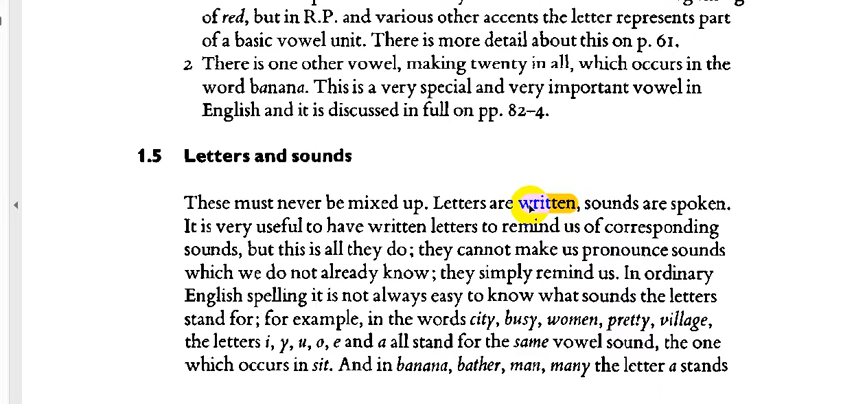 of red, but in R.P. and various other accents the letter represents part
of a basic vowel unit. There is more detail about this on p. 61.
2 There is one other vowel, making twenty in all, which occurs in the
word banana. This is a very special and very important vowel in
English and it is discussed in full on pp. 82–4.
1.5 Letters and sounds
These must never be mixed up. Letters are written, sounds are spoken.
It is very useful to have written letters to remind us of corresponding
sounds, but this is all they do; they cannot make us pronounce sounds
which we do not already know; they simply remind us. In ordinary
English spelling it is not always easy to know what sounds the letters
stand for; for example, in the words city, busy, women, pretty, village,
the letters i, y, u, o, e and a all stand for the same vowel sound, the one
which occurs in sit. And in banana, bather, man, many the letter a stands